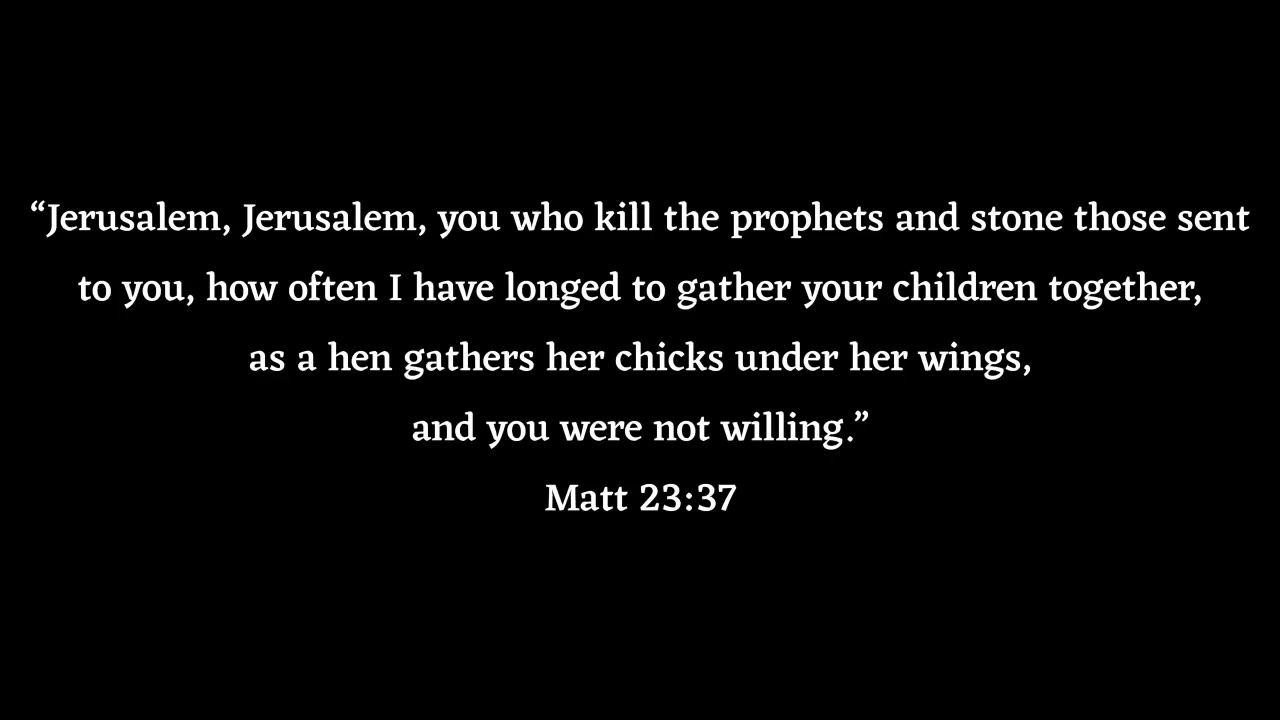 “Jerusalem, Jerusalem, you who kill the prophets and stone those sent
to you, how often I have longed to gather your children together,
as a hen gathers her chicks under her wings,
and you were not willing.”
Matt 23:37